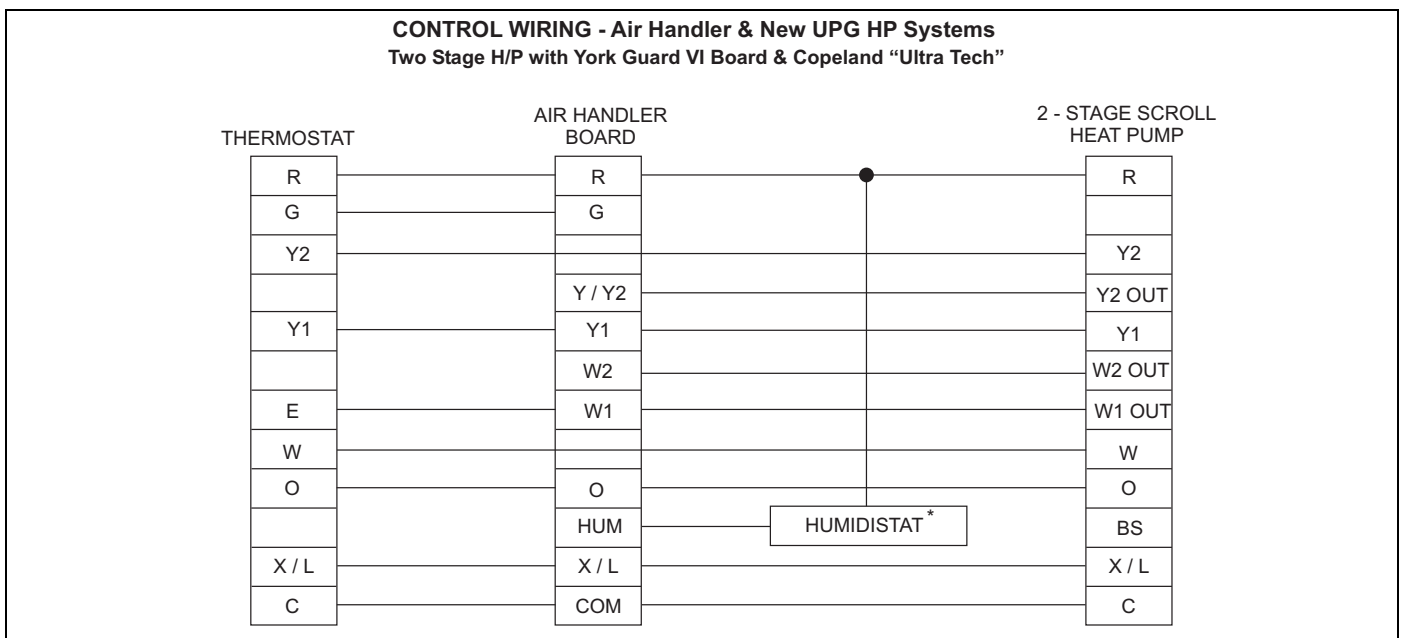 CONTROL WIRING - Air Handler & New UPG HP Systems
Two Stage H/P with York Guard VI Board & Copeland “Ultra Tech”
THERMOSTAT
AIR HANDLER
BOARD
2 - STAGE SCROLL
HEAT PUMP
R R R
G G
Y2 Y2
Y / Y2 Y2 OUT
Y1 Y1 Y1
W2 W2 OUT
E W1 W1 OUT
W W
O O O
HUM HUMIDISTAT * BS
X / L X / L X / L
C COM C